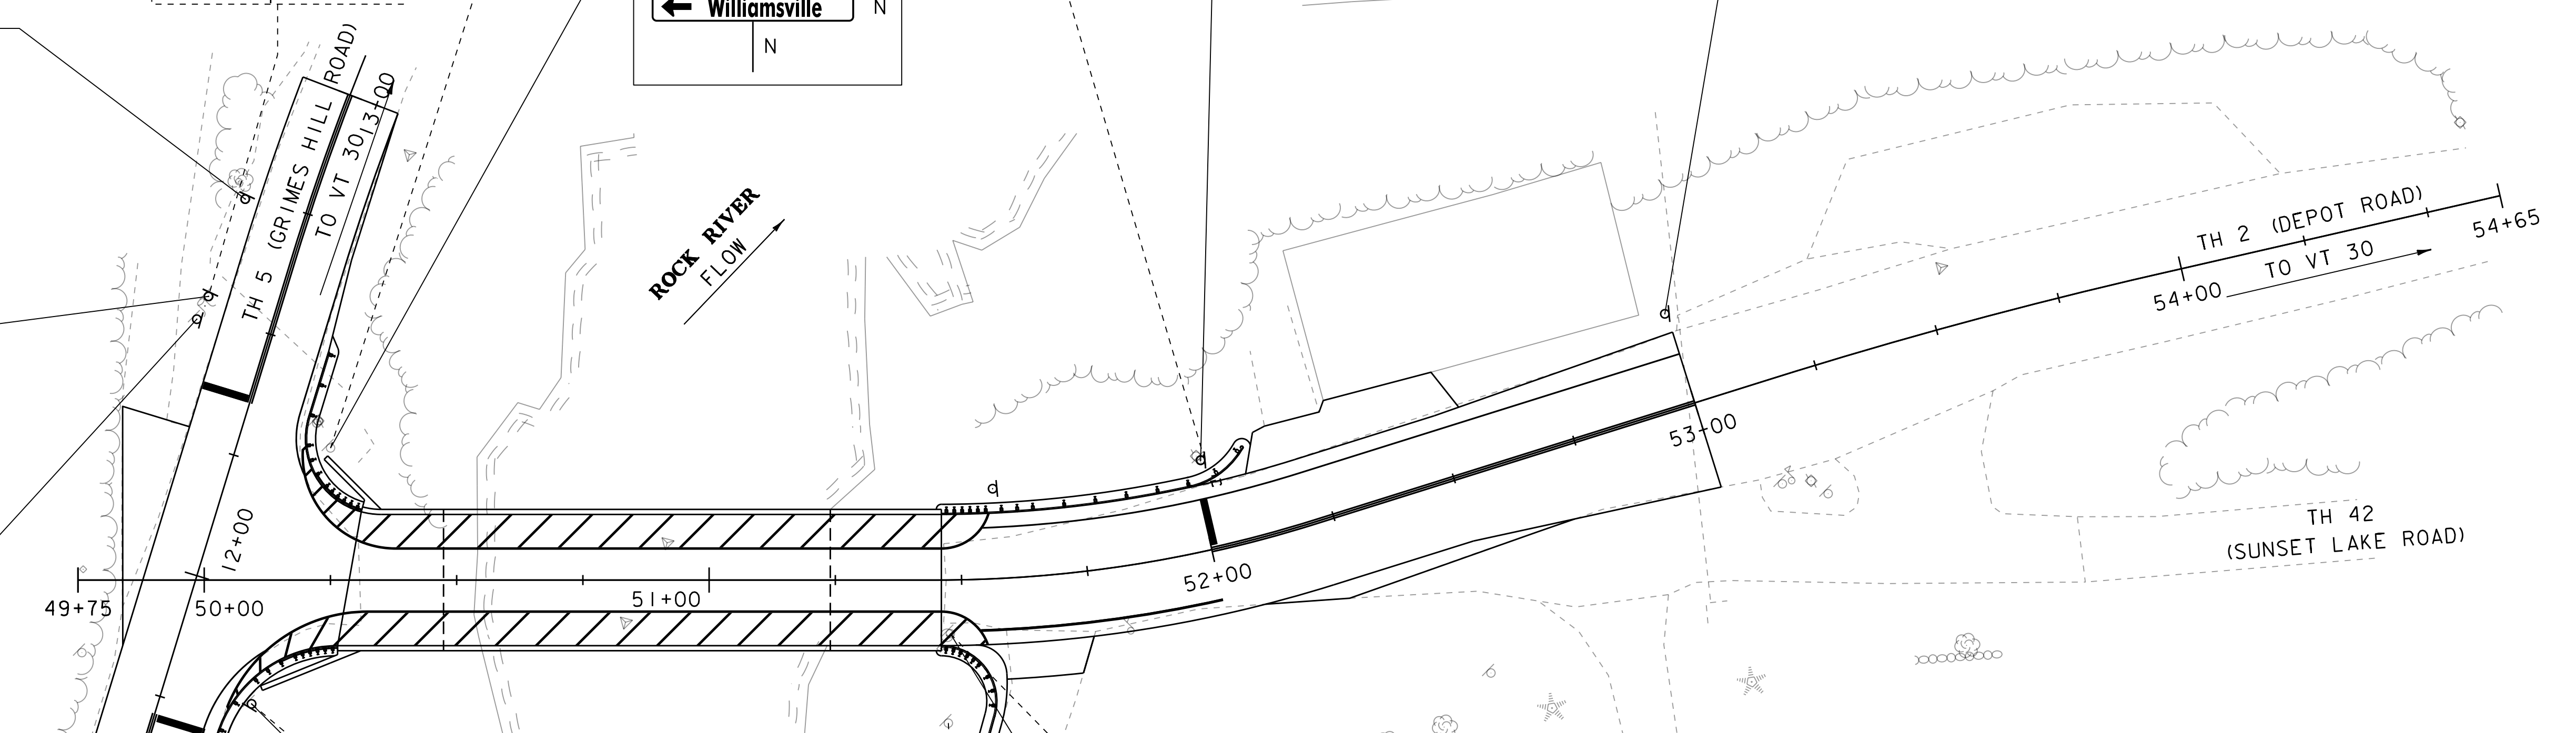 ← Williamsville
N
N
TH 5 (GRIMES HILL ROAD)
TO VT 30
13+00
ROCK RIVER
FLOW
TH 2 (DEPOT ROAD)
TO VT 30
54+65
54+00
53+00
TH 42
(SUNSET LAKE ROAD)
12+00
52+00
49+75
50+00
51+00